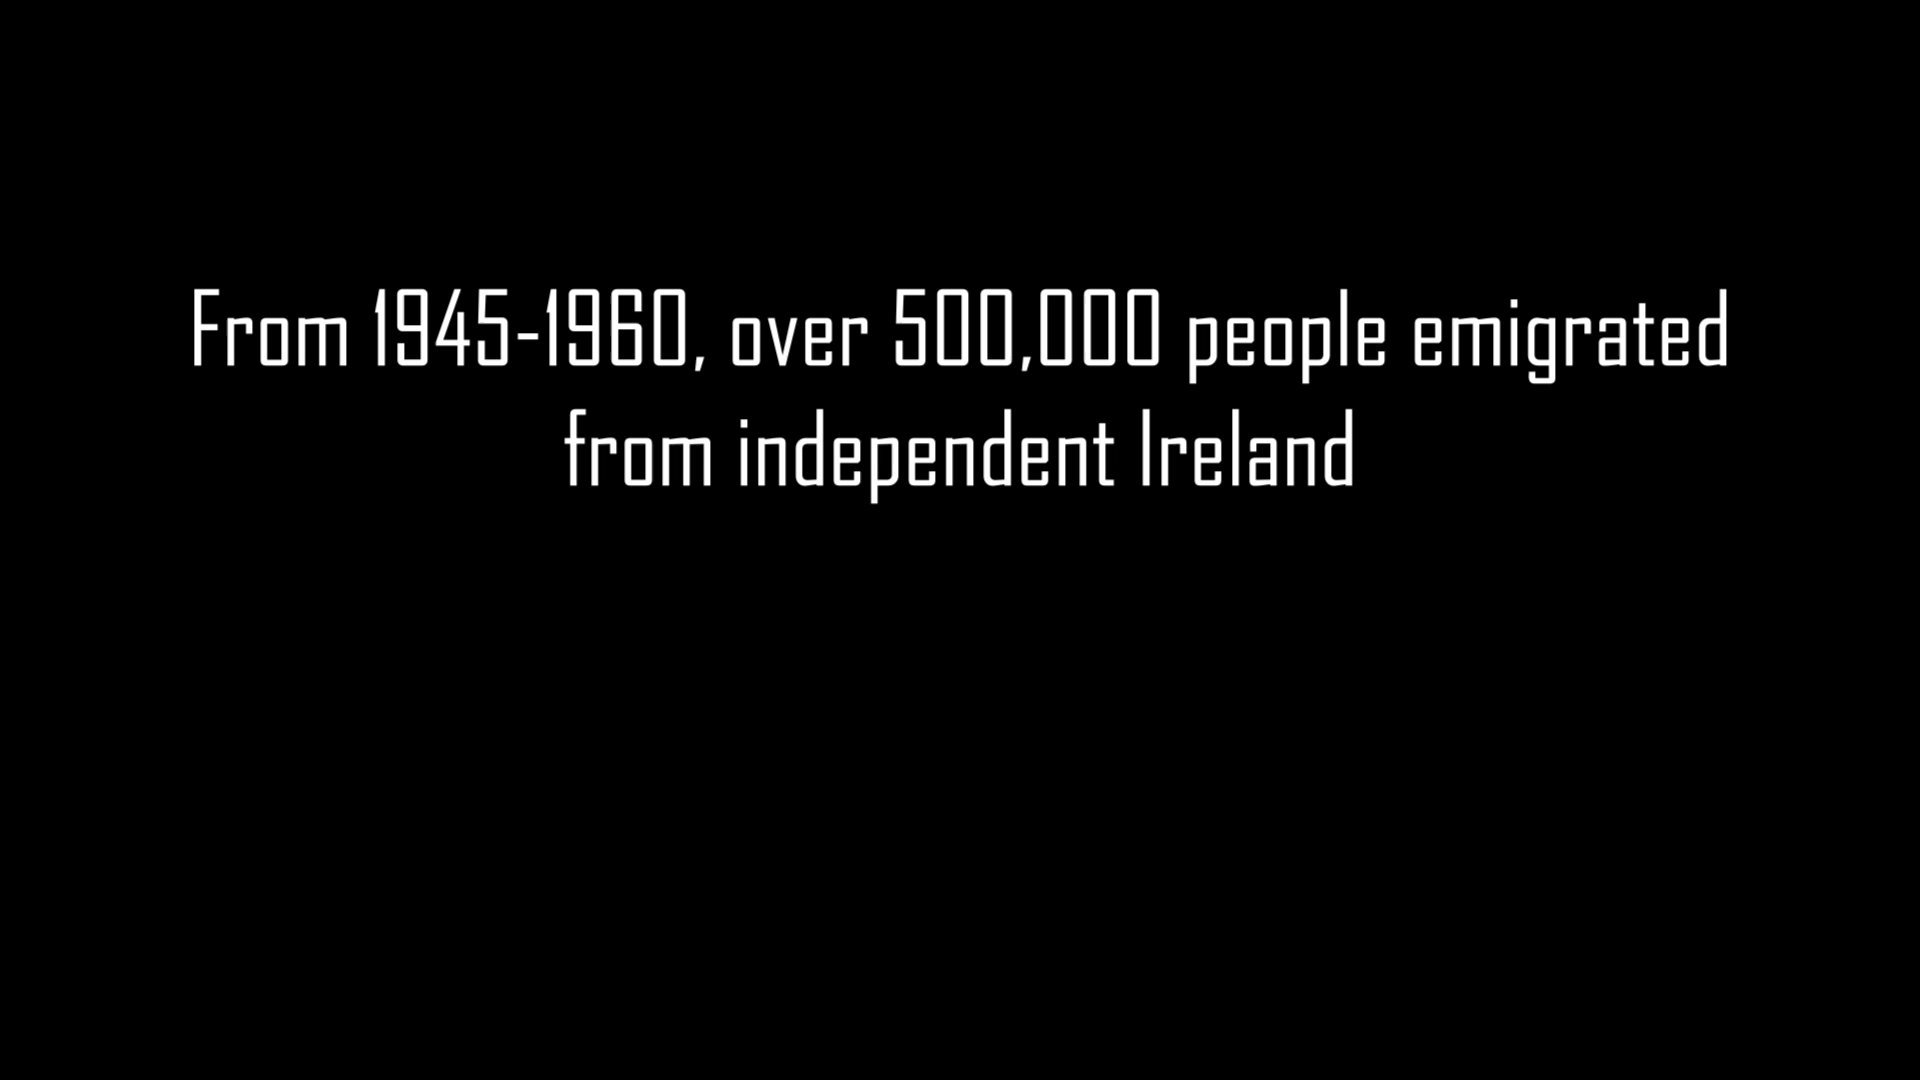 From 1945-1960, over 500,000 people emigrated
from independent Ireland